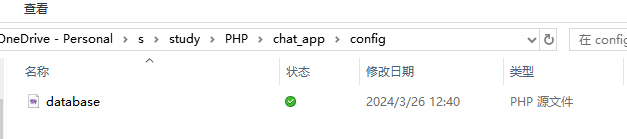 查看
OneDrive - Personal > s > study > PHP > chat_app > config
在 config
名称 状态 修改日期 类型
database 2024/3/26 12:40 PHP 源文件